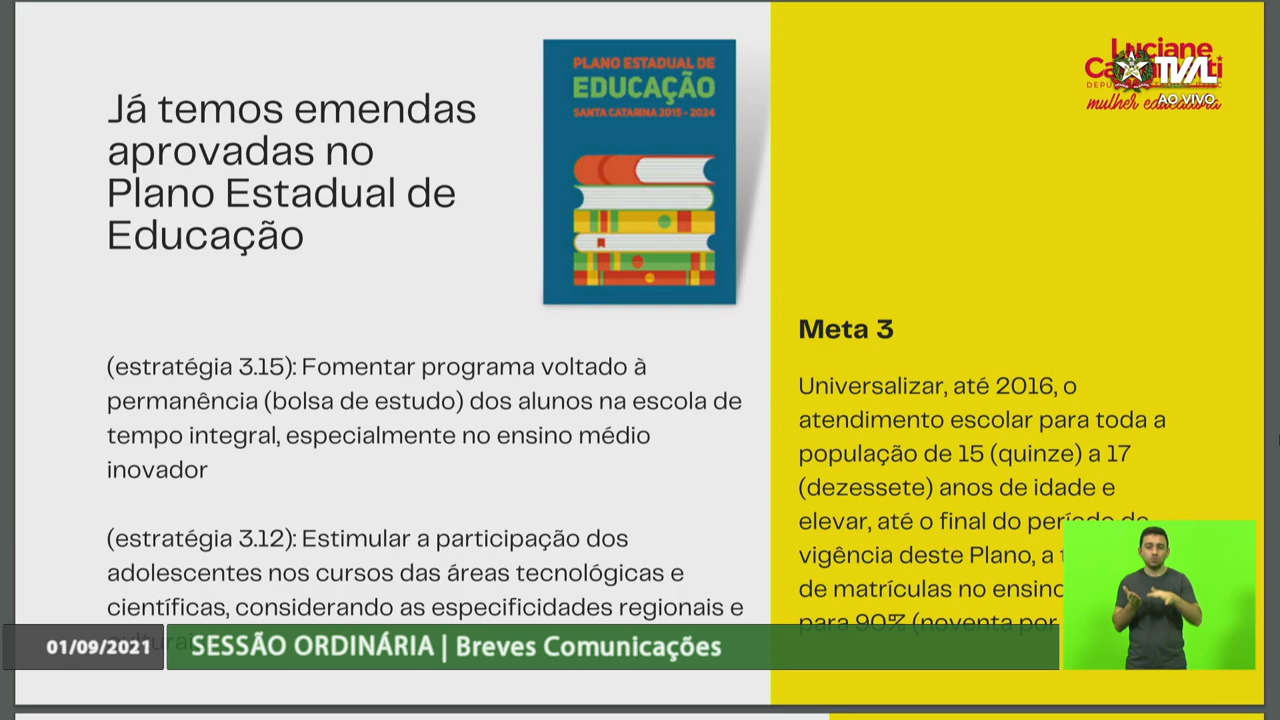 Já temos emendas
aprovadas no
Plano Estadual de
Educação
PLANO ESTADUAL DE
EDUCAÇÃO
SANTA CATARINA 2015 - 2024
(estratégia 3.15): Fomentar programa voltado à
permanência (bolsa de estudo) dos alunos na escola de
tempo integral, especialmente no ensino médio
inovador
(estratégia 3.12): Estimular a participação dos
adolescentes nos cursos das áreas tecnológicas e
científicas, considerando as especificidades regionais e
Luciane
TVAL
AO VIVO
mulher educadora
Meta 3
Universalizar, até 2016, o
atendimento escolar para toda a
população de 15 (quinze) a 17
(dezessete) anos de idade e
elevar, até o final do período de
vigência deste Plano, a
de matrículas no ensino
para 90% (noventa por
01/09/2021
SESSÃO ORDINÁRIA | Breves Comunicações